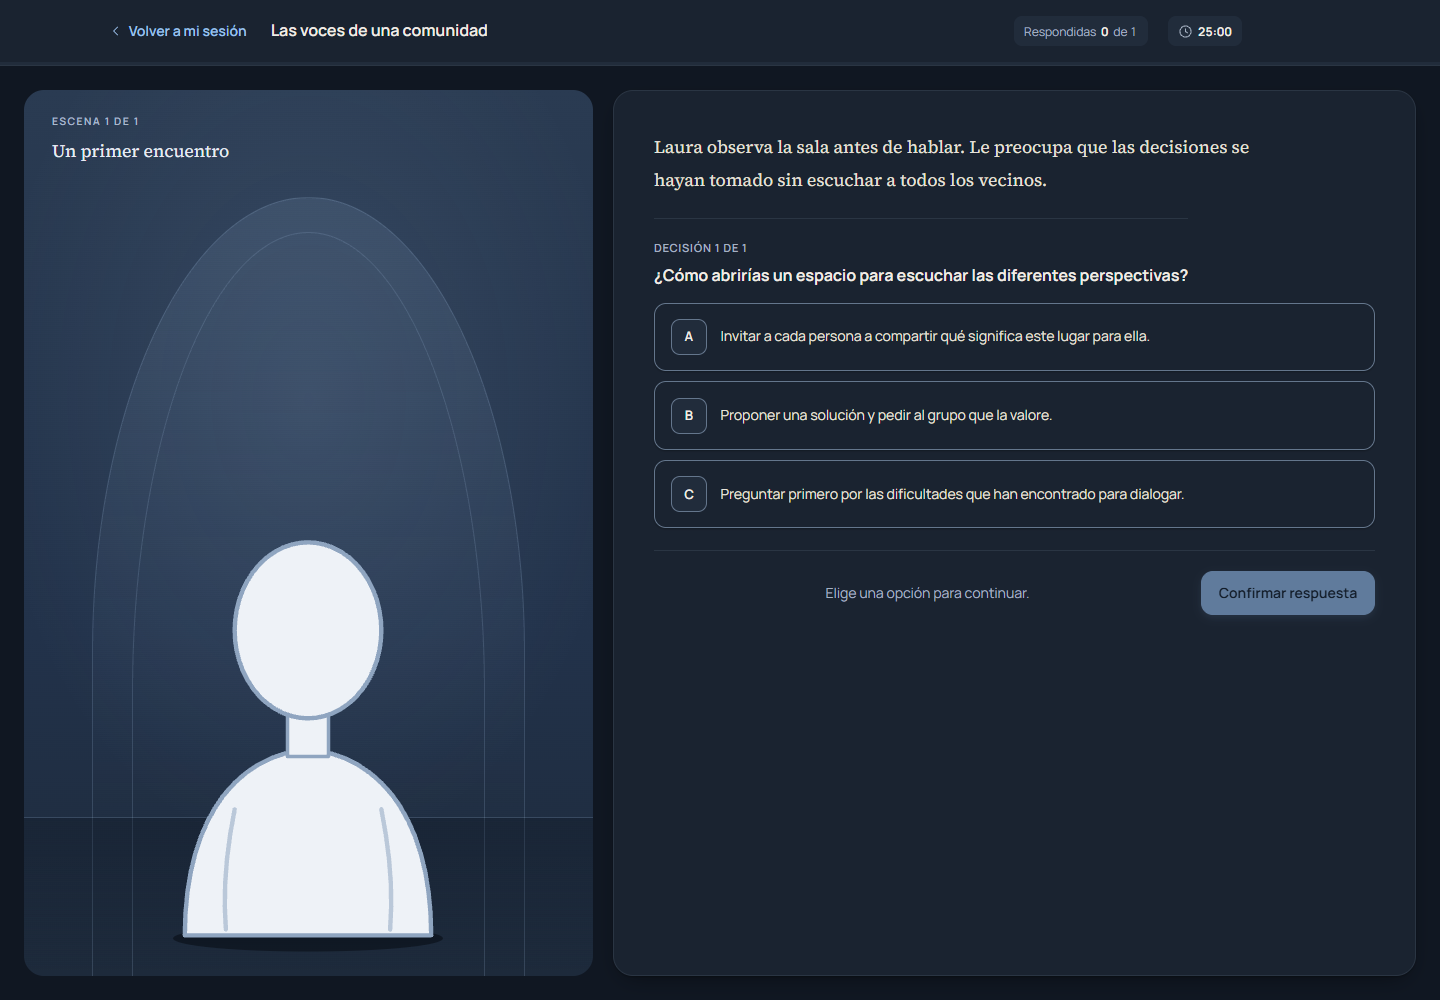 Volver a mi sesión
Las voces de una comunidad
Respondidas 0 de 1
25:00
ESCENA 1 DE 1
Un primer encuentro
Laura observa la sala antes de hablar. Le preocupa que las decisiones se
hayan tomado sin escuchar a todos los vecinos.
DECISIÓN 1 DE 1
¿Cómo abrirías un espacio para escuchar las diferentes perspectivas?
A Invitar a cada persona a compartir qué significa este lugar para ella.
B Proponer una solución y pedir al grupo que la valore.
C Preguntar primero por las dificultades que han encontrado para dialogar.
Elige una opción para continuar.
Confirmar respuesta